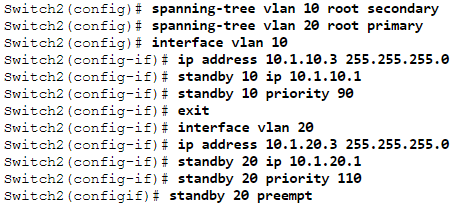 Switch2(config)# spanning-tree vlan 10 root secondary
Switch2(config)# spanning-tree vlan 20 root primary
Switch2(config)# interface vlan 10
Switch2(config-if)# ip address 10.1.10.3 255.255.255.0
Switch2(config-if)# standby 10 ip 10.1.10.1
Switch2(config-if)# standby 10 priority 90
Switch2(config-if)# exit
Switch2(config-if)# interface vlan 20
Switch2(config-if)# ip address 10.1.20.3 255.255.255.0
Switch2(config-if)# standby 20 ip 10.1.20.1
Switch2(config-if)# standby 20 priority 110
Switch2(configif)# standby 20 preempt